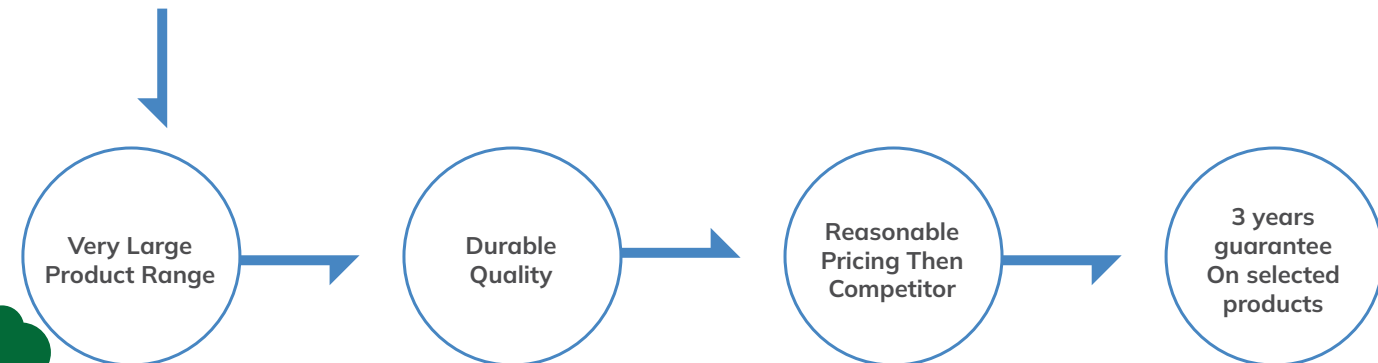 Very Large
Product Range
Durable
Quality
Reasonable
Pricing Then
Competitor
3 years
guarantee
On selected
products